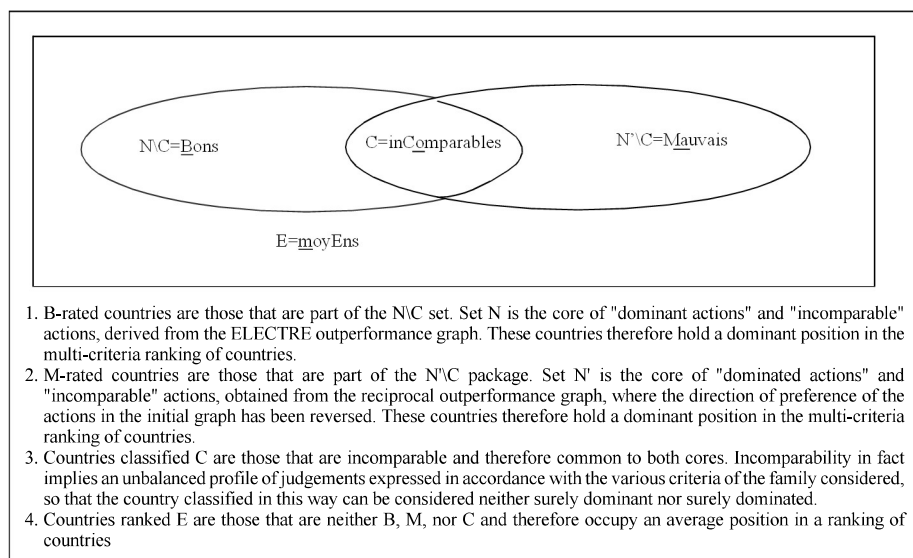 N\C=Bons
C=inComparables
N'\C=Mauvais
E=moyEns
1. B-rated countries are those that are part of the N\C set. Set N is the core of "dominant actions" and "incomparable"
actions, derived from the ELECTRE outperformance graph. These countries therefore hold a dominant position in the
multi-criteria ranking of countries.
2. M-rated countries are those that are part of the N'\C package. Set N' is the core of "dominated actions" and
"incomparable" actions, obtained from the reciprocal outperformance graph, where the direction of preference of the
actions in the initial graph has been reversed. These countries therefore hold a dominant position in the multi-criteria
ranking of countries.
3. Countries classified C are those that are incomparable and therefore common to both cores. Incomparability in fact
implies an unbalanced profile of judgements expressed in accordance with the various criteria of the family considered,
so that the country classified in this way can be considered neither surely dominant nor surely dominated.
4. Countries ranked E are those that are neither B, M, nor C and therefore occupy an average position in a ranking of
countries